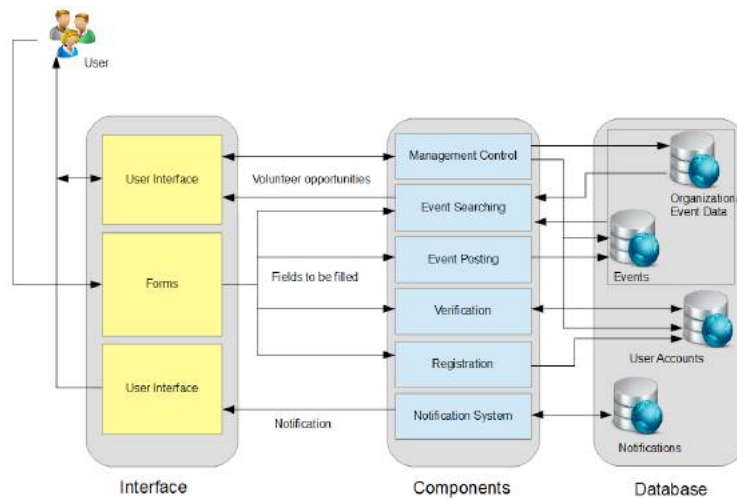 User
User Interface
Volunteer opportunities
Management Control
Event Searching
Organization
Event Data
Forms
Fields to be filled
Event Posting
Events
Verification
User Accounts
User Interface
Registration
Notification
Notification System
Notifications
Interface
Components
Database